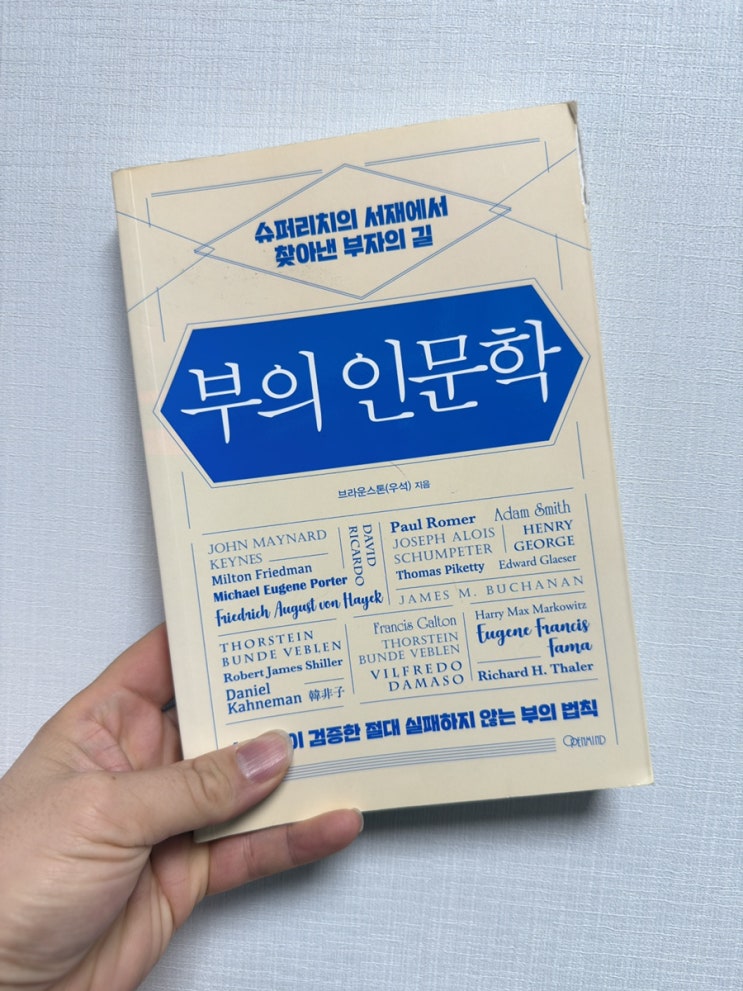 슈퍼리치의 서재에서
찾아낸 부자의 길
부의 인문학
브라운스톤(우석) 지음
JOHN MAYNARD
KEYNES
Milton Friedman
Michael Eugene Porter
Friedrich August von Hayek
DAVID
RICARDO
Paul Romer
JOSEPH ALOIS
SCHUMPETER
Thomas Piketty
Adam Smith
HENRY
GEORGE
Edward Glaeser
JAMES M. BUCHANAN
THORSTEIN
BUNDE VEBLEN
Robert James Shiller
Daniel
Kahneman 韓非子
Francis Galton
THORSTEIN
BUNDE VEBLEN
VILFREDO
DAMASO
Harry Max Markowitz
Eugene Francis
Fama
Richard H. Thaler
이 검증한 절대 실패하지 않는 부의 법칙
OPENMIND